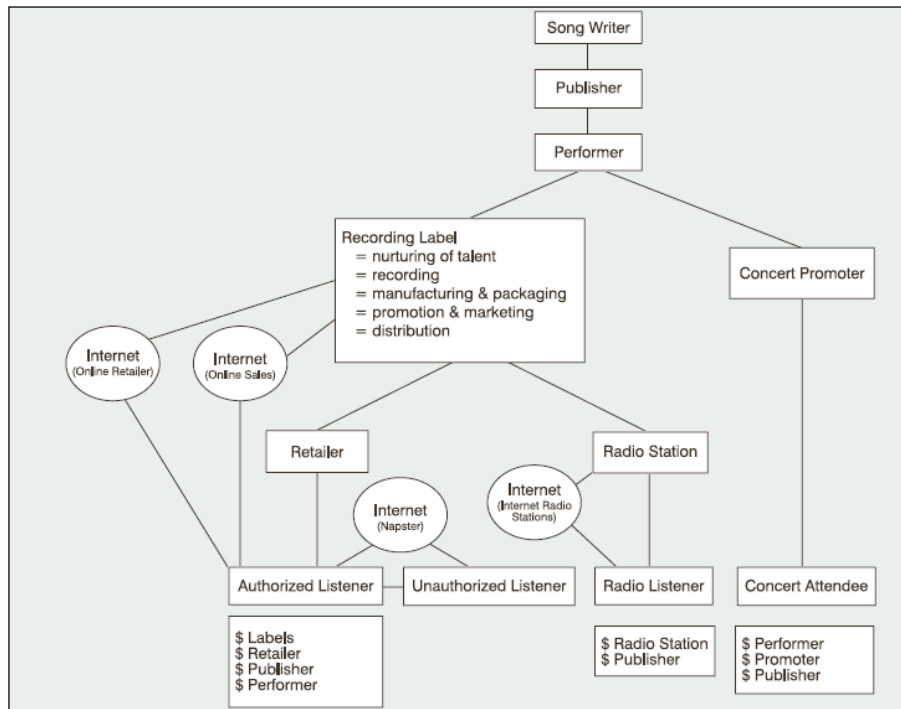 Song Writer
Publisher
Performer
Recording Label
= nurturing of talent
= recording
= manufacturing & packaging
= promotion & marketing
= distribution
Concert Promoter
Internet
(Online Retailer)
Internet
(Online Sales)
Retailer
Radio Station
Internet
(Napster)
Internet
(Internet Radio
Stations)
Authorized Listener
Unauthorized Listener
Radio Listener
Concert Attendee
$ Labels
$ Retailer
$ Publisher
$ Performer
$ Radio Station
$ Publisher
$ Performer
$ Promoter
$ Publisher